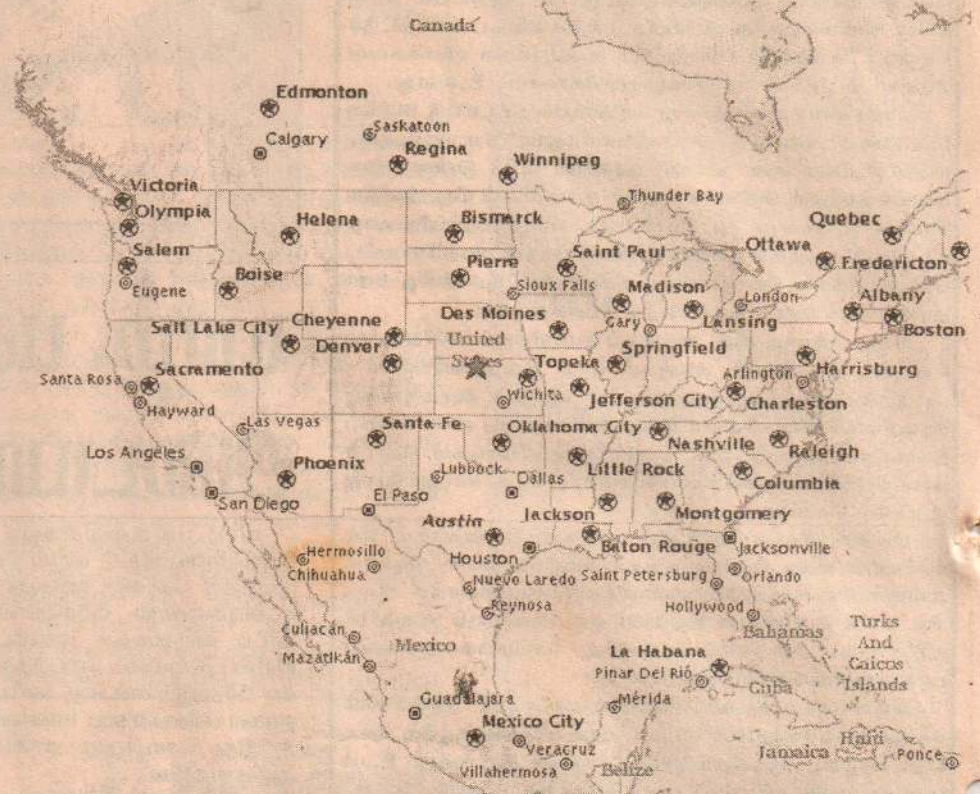 Canada
Edmonton
Saskatoon
Calgary
Regina
Winnipeg
Victoria
Thunder Bay
Olympia
Helena
Bismarck
Québec
Salem
Saint Paul
Ottawa
Boise
Pierre
Fredericton
Eugene
Sioux Falls
Madison
London
Albany
Salt Lake City
Cheyenne
Des Moines
Gary
Lansing
Boston
Denver
United
States
Topeka
Springfield
Harrisburg
Santa Rosa
Sacramento
Arlington
Wichita
Jefferson City
Charleston
Hayward
Las Vegas
Santa Fe
Oklahoma City
Nashville
Raleigh
Los Angeles
Phoenix
Lubbock
Little Rock
Dallas
Columbia
San Diego
El Paso
Austin
Jackson
Montgomery
Houston
Baton Rouge
Jacksonville
Hermosillo
Chihuahua
Nuevo Laredo
Saint Petersburg
Orlando
Reynosa
Hollywood
Culiacán
Mexico
Bahamas
Turks
And
Caicos
Islands
Mazatlkán
La Habana
Pinar Del Rió
Cuba
Guadalajara
Mérida
Mexico City
Veracruz
Haiti
Jamaica
Ponce
Villahermosa
Belize